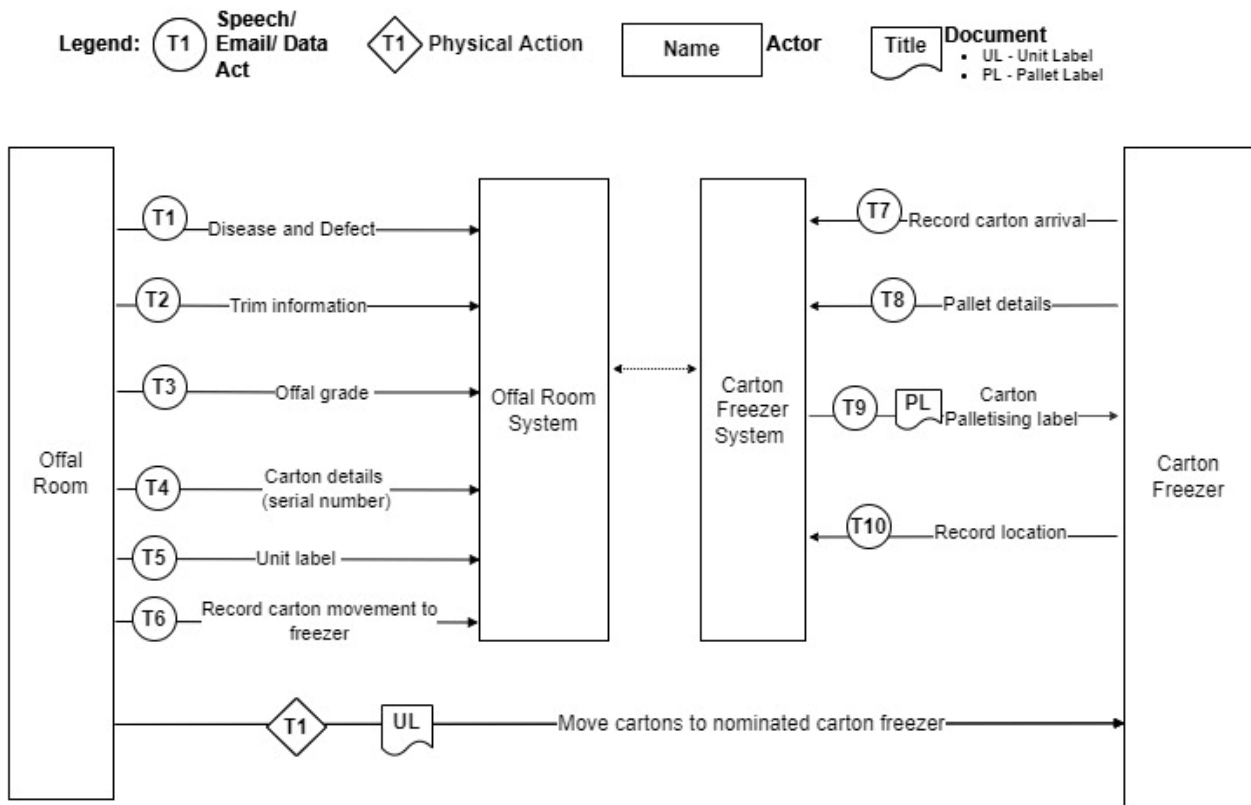 Legend:
T1
Speech/
Email/ Data
Act
T1
Physical Action
Name
Actor
Title
Document
• UL - Unit Label
• PL - Pallet Label
Offal
Room
T1
Disease and Defect
T2
Trim information
T3
Offal grade
T4
Carton details
(serial number)
T5
Unit label
T6
Record carton movement to
freezer
Offal Room
System
Carton
Freezer
System
T7
Record carton arrival
T8
Pallet details
T9
PL
Carton
Palletising label
T10
Record location
Carton
Freezer
T1
UL
Move cartons to nominated carton freezer